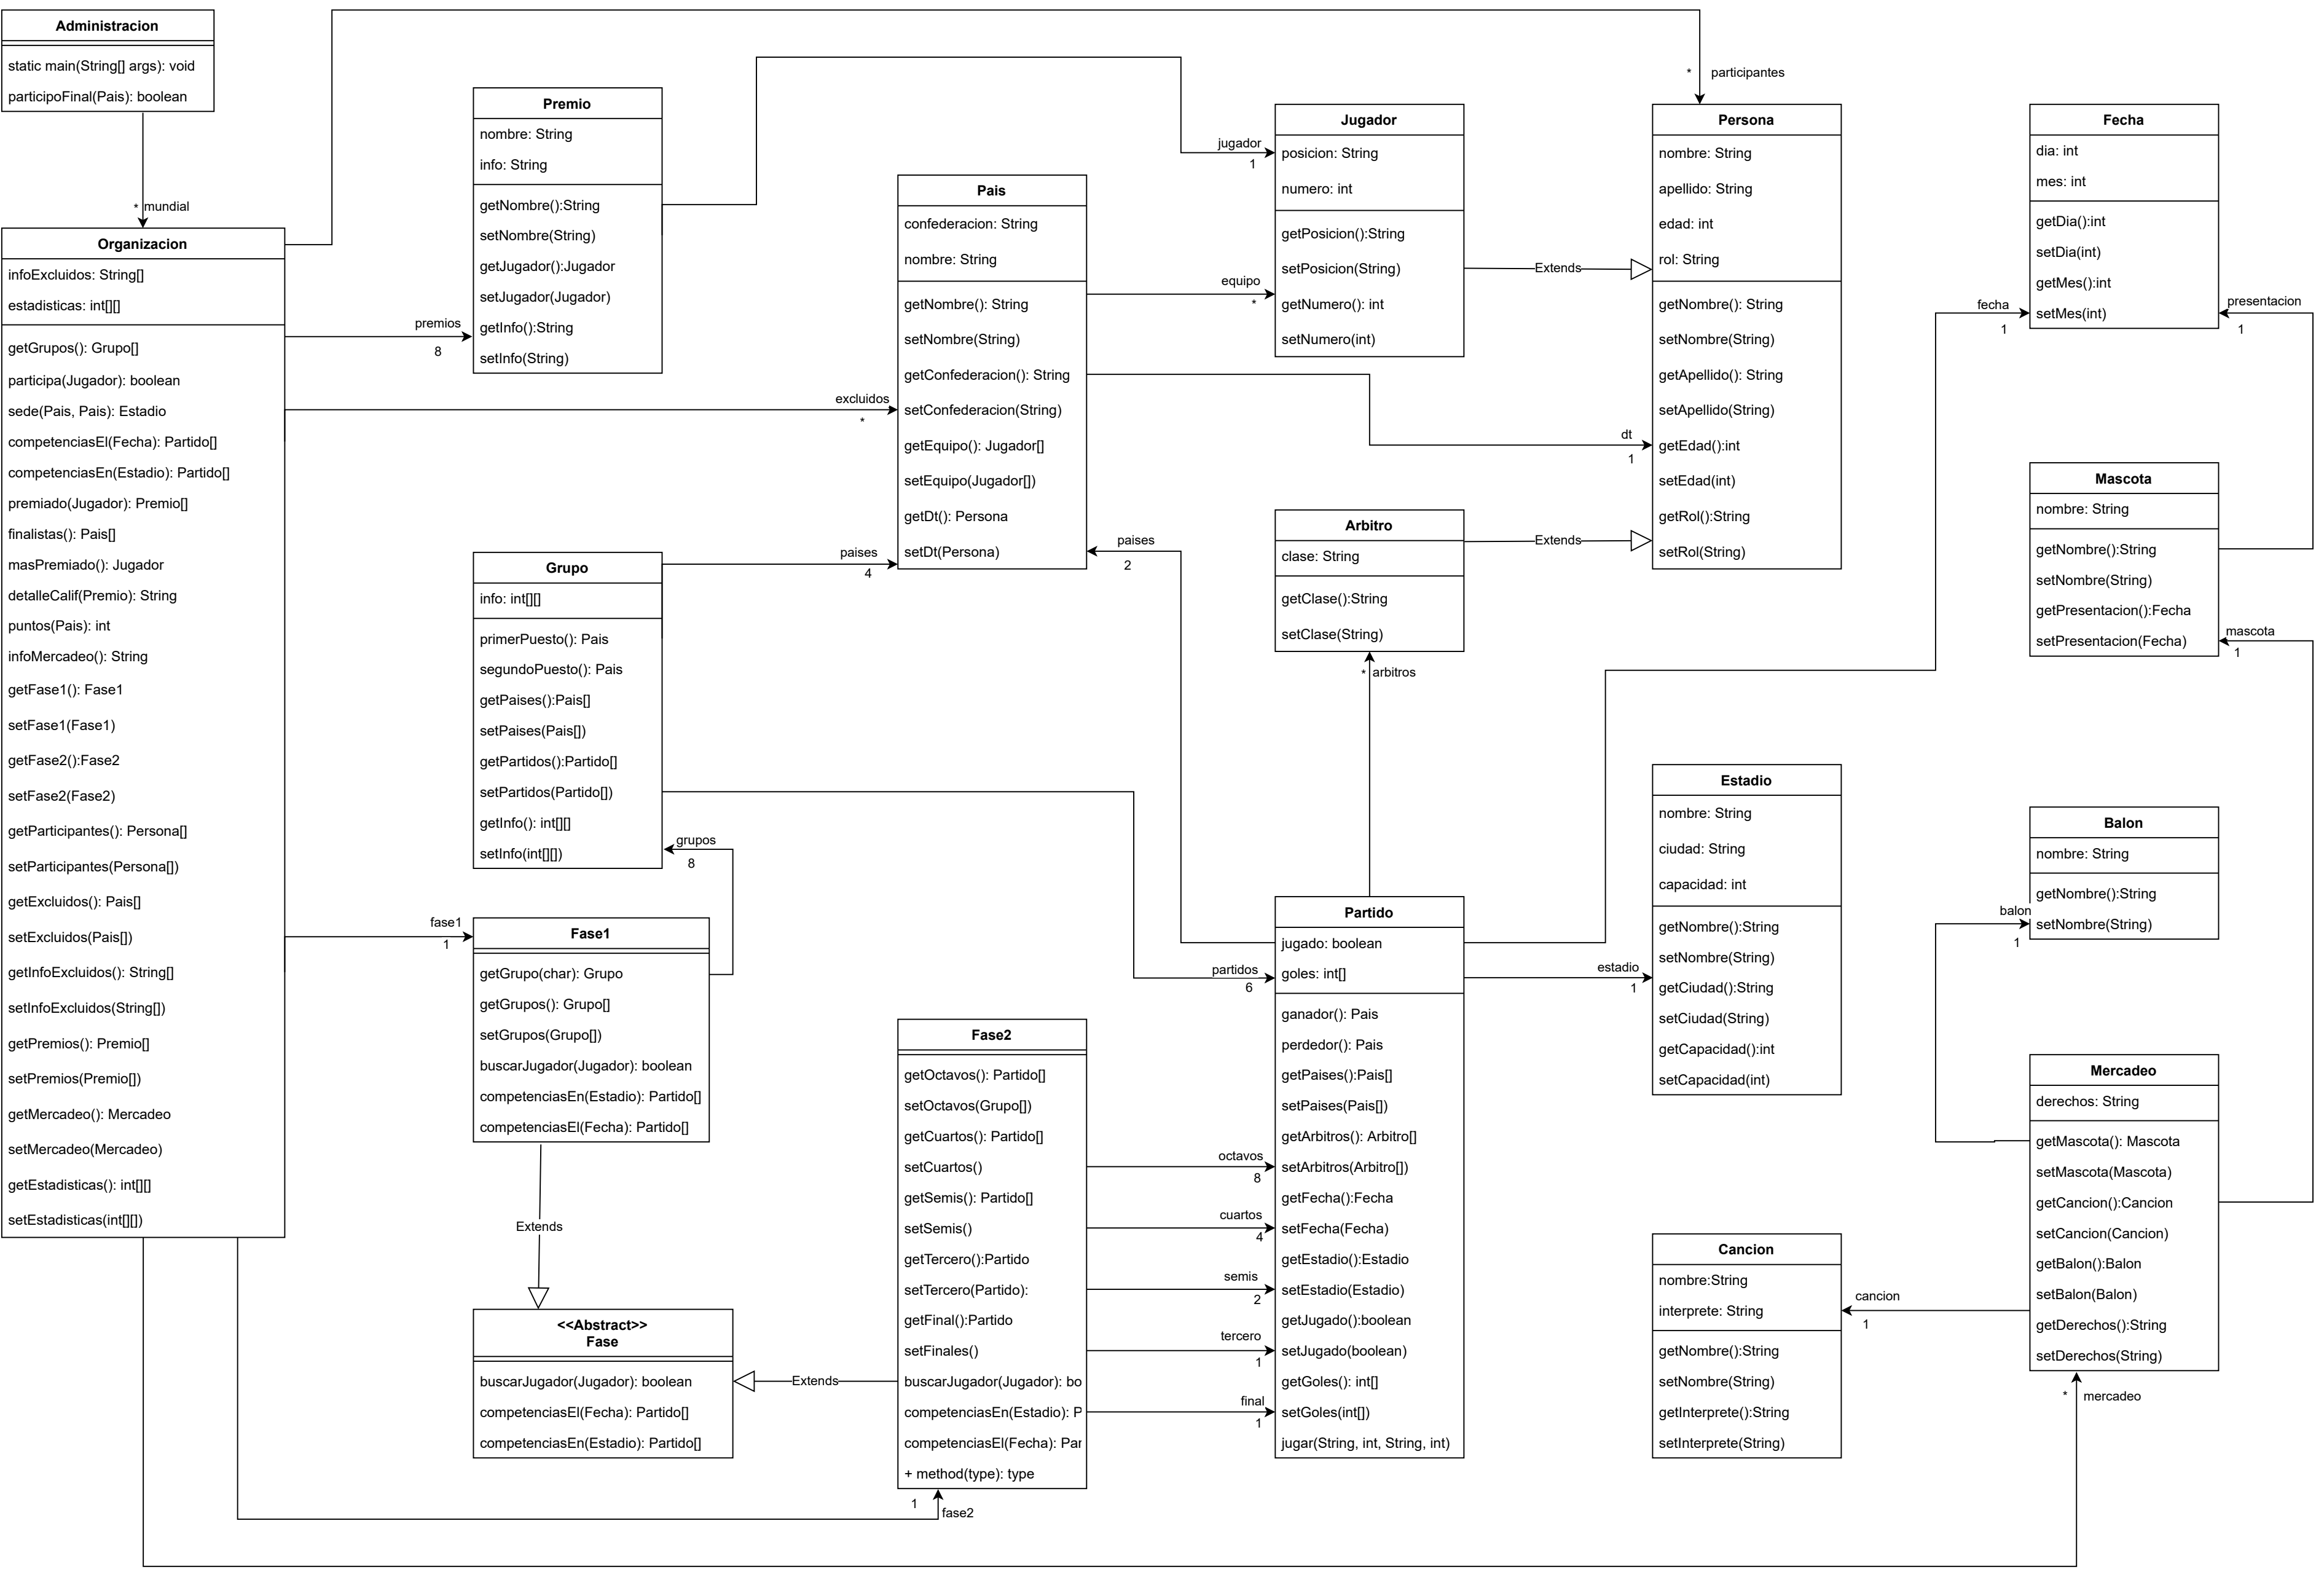 Administracion
static main(String[] args): void
participoFinal(Pais): boolean
* mundial
Organizacion
infoExcluidos: String[]
estadisticas: int[][]
getGrupos(): Grupo[]
participa(Jugador): boolean
sede(Pais, Pais): Estadio
competenciasEl(Fecha): Partido[]
competenciasEn(Estadio): Partido[]
premiado(Jugador): Premio[]
finalistas(): Pais[]
masPremiado(): Jugador
detalleCalif(Premio): String
puntos(Pais): int
infoMercadeo(): String
getFase1(): Fase1
setFase1(Fase1)
getFase2():Fase2
setFase2(Fase2)
getParticipantes(): Persona[]
setParticipantes(Persona[])
getExcluidos(): Pais[]
setExcluidos(Pais[])
getInfoExcluidos(): String[]
setInfoExcluidos(String[])
getPremios(): Premio[]
setPremios(Premio[])
getMercadeo(): Mercadeo
setMercadeo(Mercadeo)
getEstadisticas(): int[][]
setEstadisticas(int[][])
premios
8
excluidos
*
fase1
1
Premio
nombre: String
info: String
getNombre():String
setNombre(String)
getJugador():Jugador
setJugador(Jugador)
getInfo():String
setInfo(String)
Grupo
info: int[][]
primerPuesto(): Pais
segundoPuesto(): Pais
getPaises():Pais[]
setPaises(Pais[])
getPartidos():Partido[]
setPartidos(Partido[])
getInfo(): int[][]
setInfo(int[][])
grupos
8
paises
4
Fase1
getGrupo(char): Grupo
getGrupos(): Grupo[]
setGrupos(Grupo[])
buscarJugador(Jugador): boolean
competenciasEn(Estadio): Partido[]
competenciasEl(Fecha): Partido[]
Extends
<<Abstract>>
Fase
buscarJugador(Jugador): boolean
competenciasEl(Fecha): Partido[]
competenciasEn(Estadio): Partido[]
Extends
Pais
confederacion: String
nombre: String
getNombre(): String
setNombre(String)
getConfederacion(): String
setConfederacion(String)
getEquipo(): Jugador[]
setEquipo(Jugador[])
getDt(): Persona
setDt(Persona)
paises
2
Fase2
getOctavos(): Partido[]
setOctavos(Grupo[])
getCuartos(): Partido[]
setCuartos()
getSemis(): Partido[]
setSemis()
getTercero():Partido
setTercero(Partido):
getFinal():Partido
setFinales()
buscarJugador(Jugador): bo
competenciasEn(Estadio): P
competenciasEl(Fecha): Par
+ method(type): type
1
fase2
jugador
1
equipo
*
Jugador
posicion: String
numero: int
getPosicion():String
setPosicion(String)
getNumero(): int
setNumero(int)
Extends
Arbitro
clase: String
getClase():String
setClase(String)
Extends
* arbitros
partidos
6
octavos
8
cuartos
4
semis
2
tercero
1
final
1
Partido
jugado: boolean
goles: int[]
ganador(): Pais
perdedor(): Pais
getPaises():Pais[]
setPaises(Pais[])
getArbitros(): Arbitro[]
setArbitros(Arbitro[])
getFecha():Fecha
setFecha(Fecha)
getEstadio():Estadio
setEstadio(Estadio)
getJugado():boolean
setJugado(boolean)
getGoles(): int[]
setGoles(int[])
jugar(String, int, String, int)
* participantes
Persona
nombre: String
apellido: String
edad: int
rol: String
getNombre(): String
setNombre(String)
getApellido(): String
setApellido(String)
getEdad():int
setEdad(int)
getRol():String
setRol(String)
dt
1
estadio
1
Estadio
nombre: String
ciudad: String
capacidad: int
getNombre():String
setNombre(String)
getCiudad():String
setCiudad(String)
getCapacidad():int
setCapacidad(int)
Cancion
nombre:String
interprete: String
getNombre():String
setNombre(String)
getInterprete():String
setInterprete(String)
cancion
1
fecha
1
Fecha
dia: int
mes: int
getDia():int
setDia(int)
getMes():int
setMes(int)
presentacion
1
Mascota
nombre: String
getNombre():String
setNombre(String)
getPresentacion():Fecha
setPresentacion(Fecha)
mascota
1
Balon
nombre: String
getNombre():String
setNombre(String)
balon
1
Mercadeo
derechos: String
getMascota(): Mascota
setMascota(Mascota)
getCancion():Cancion
setCancion(Cancion)
getBalon():Balon
setBalon(Balon)
getDerechos():String
setDerechos(String)
* mercadeo